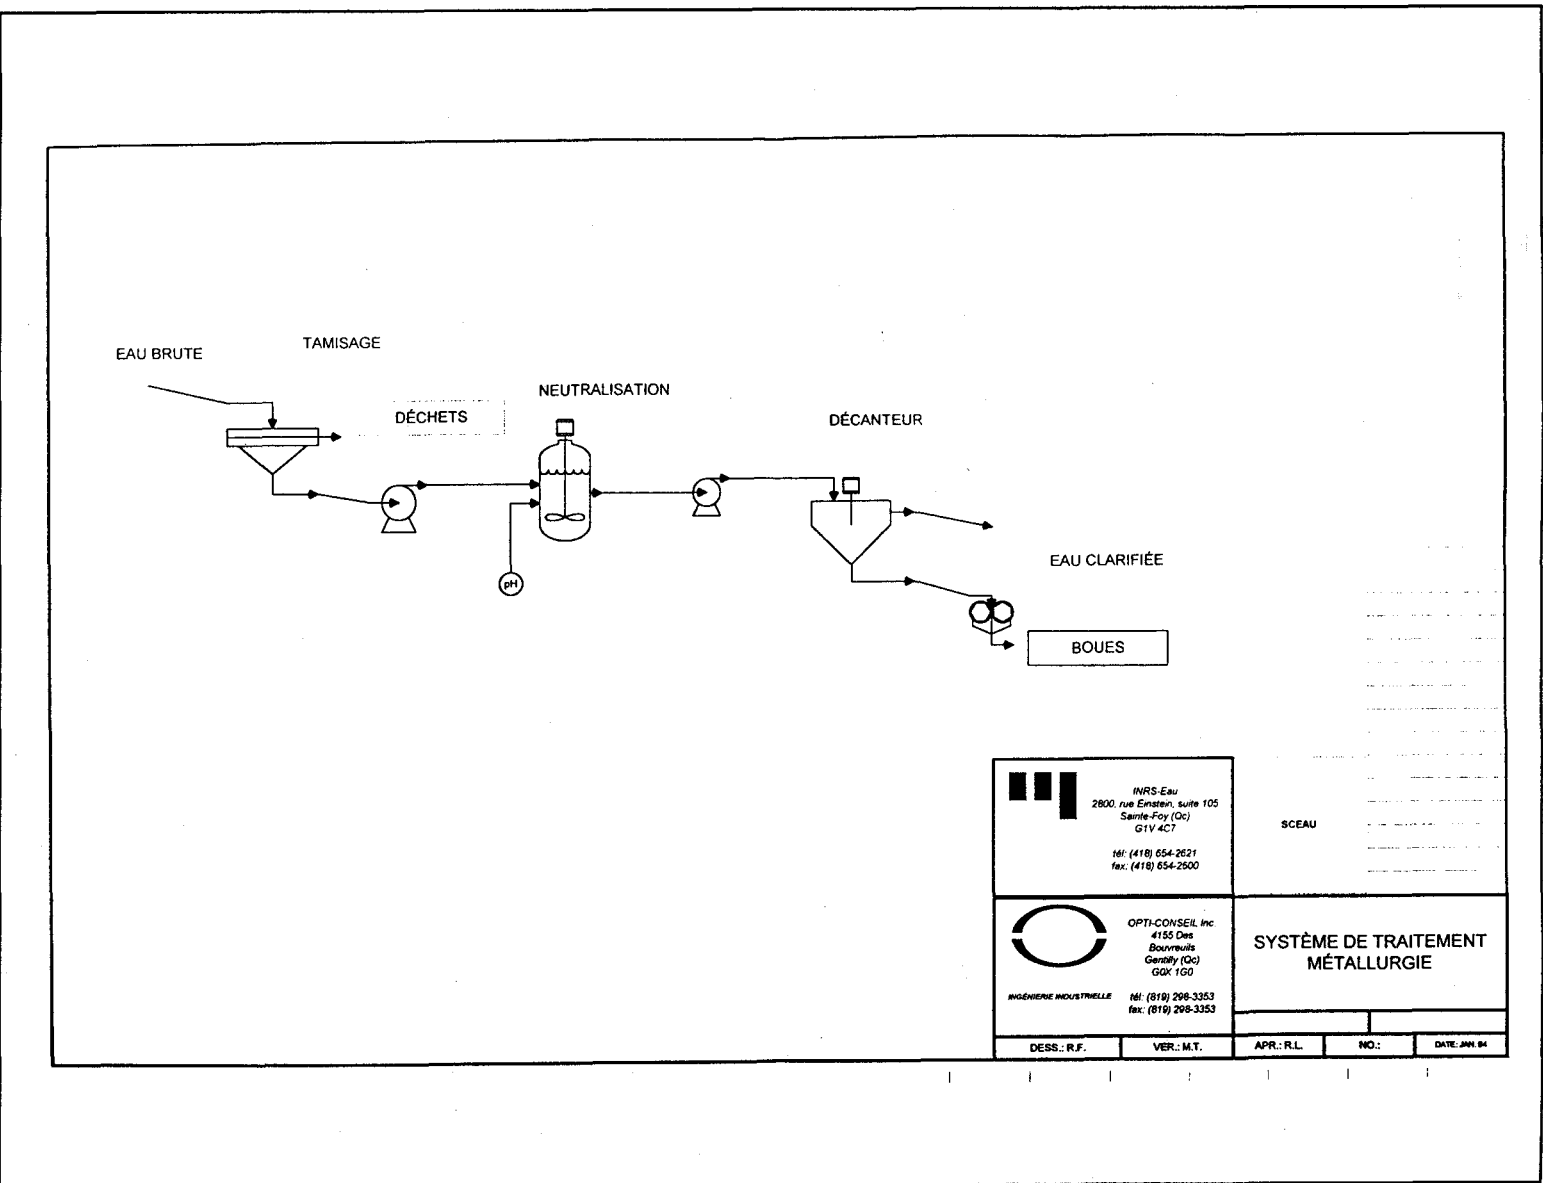 EAU BRUTE
TAMISAGE
DÉCHETS
NEUTRALISATION
DÉCANTEUR
pH
EAU CLARIFIÉE
BOUES
INRS-Eau
2800, rue Einstein, suite 105
Sainte-Foy (Qc)
G1V 4C7
tél: (418) 654-2621
fax: (418) 654-2600
SCEAU
OPTI-CONSEIL Inc
4155 Des
Bouvreuils
Gentilly (Qc)
G0X 1G0
INGÉNIERIE INDUSTRIELLE
tél: (819) 298-3353
fax: (819) 298-3353
SYSTÈME DE TRAITEMENT
MÉTALLURGIE
DESS.: R.F.
VER.: M.T.
APR.: R.L.
NO.:
DATE: JAN. 94